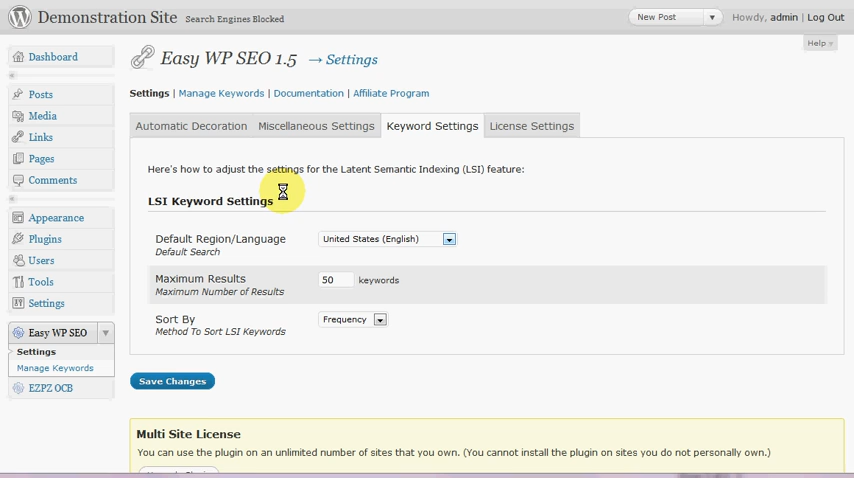 Demonstration Site Search Engines Blocked New Post Howdy, admin | Log Out
Help
Dashboard
Posts
Media
Links
Pages
Comments
Appearance
Plugins
Users
Tools
Settings
Easy WP SEO
Settings
Manage Keywords
EZPZ OCB
Easy WP SEO 1.5 → Settings
Settings | Manage Keywords | Documentation | Affiliate Program
Automatic Decoration Miscellaneous Settings Keyword Settings License Settings
Here's how to adjust the settings for the Latent Semantic Indexing (LSI) feature:
LSI Keyword Settings
Default Region/Language United States (English)
Default Search
Maximum Results 50 keywords
Maximum Number of Results
Sort By Frequency
Method To Sort LSI Keywords
Save Changes
Multi Site License
You can use the plugin on an unlimited number of sites that you own. (You cannot install the plugin on sites you do not personally own.)